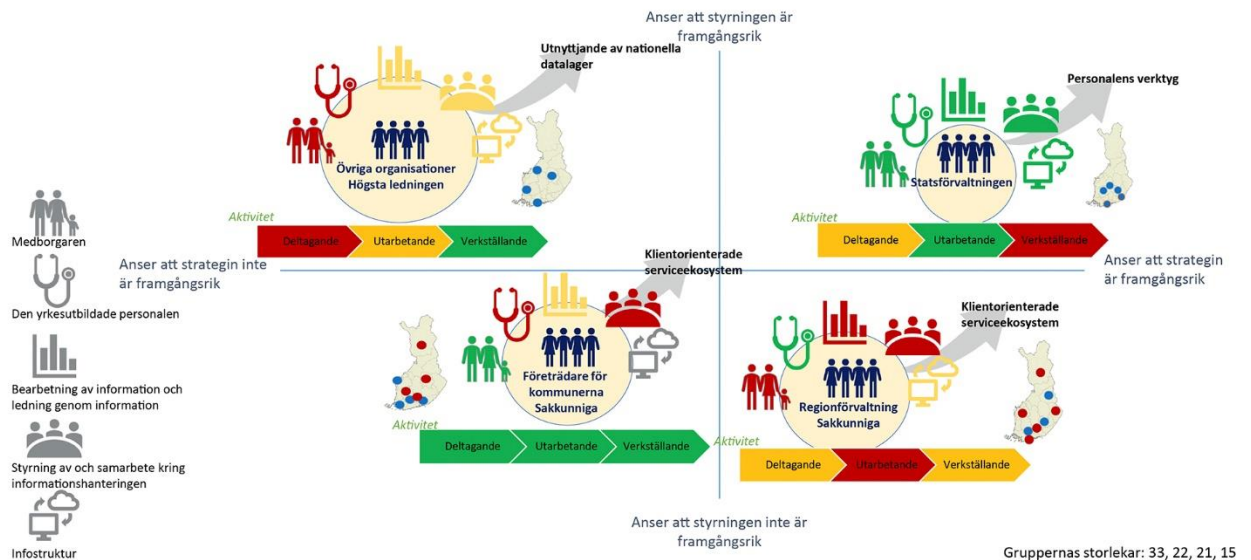 Anser att styrningen är
framgångsrik
Utnyttjande av nationella
datalager
Övriga organisationer
Högsta ledningen
Aktivitet
Deltagande
Utarbetande
Verkställande
Personalens verktyg
Statsförvaltningen
Aktivitet
Deltagande
Utarbetande
Verkställande
Anser att strategin inte
är framgångsrik
Anser att strategin
är framgångsrik
Medborgaren
Den yrkesutbildade personalen
Bearbetning av information och
ledning genom information
Styrning av och samarbete kring
informationshanteringen
Infostruktur
Klientorienterade
serviceekosystem
Företrädare för
kommunerna
Sakkunniga
Aktivitet
Deltagande
Utarbetande
Verkställande
Klientorienterade
serviceekosystem
Regionförvaltning
Sakkunniga
Aktivitet
Deltagande
Utarbetande
Verkställande
Anser att styrningen inte är
framgångsrik
Gruppernas storlekar: 33, 22, 21, 15